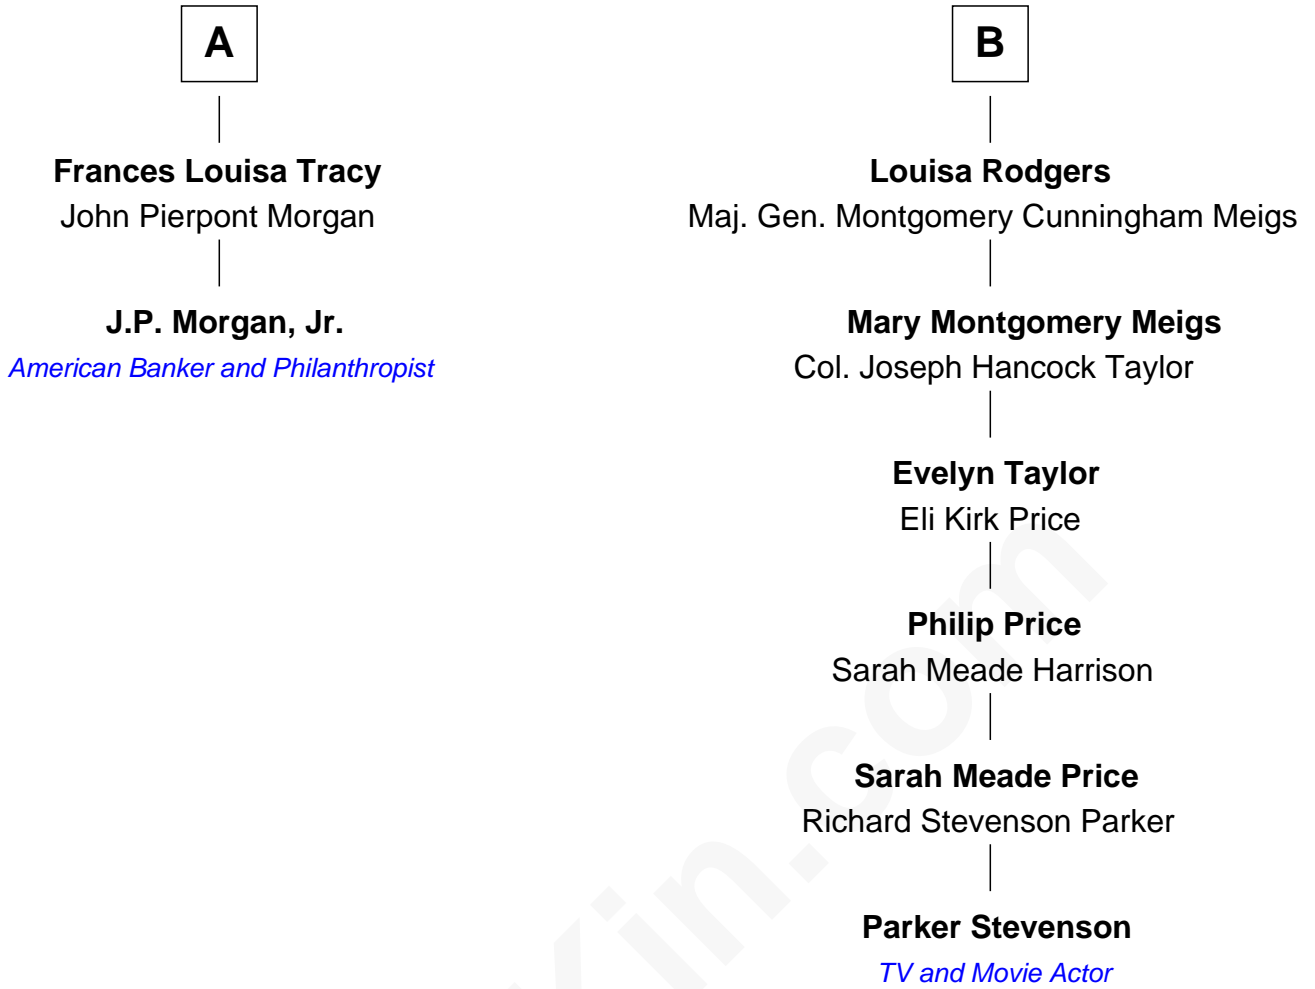 A
Frances Louisa Tracy
John Pierpont Morgan
J.P. Morgan, Jr.
American Banker and Philanthropist
B
Louisa Rodgers
Maj. Gen. Montgomery Cunningham Meigs
Mary Montgomery Meigs
Col. Joseph Hancock Taylor
Evelyn Taylor
Eli Kirk Price
Philip Price
Sarah Meade Harrison
Sarah Meade Price
Richard Stevenson Parker
Parker Stevenson
TV and Movie Actor
Kin.com